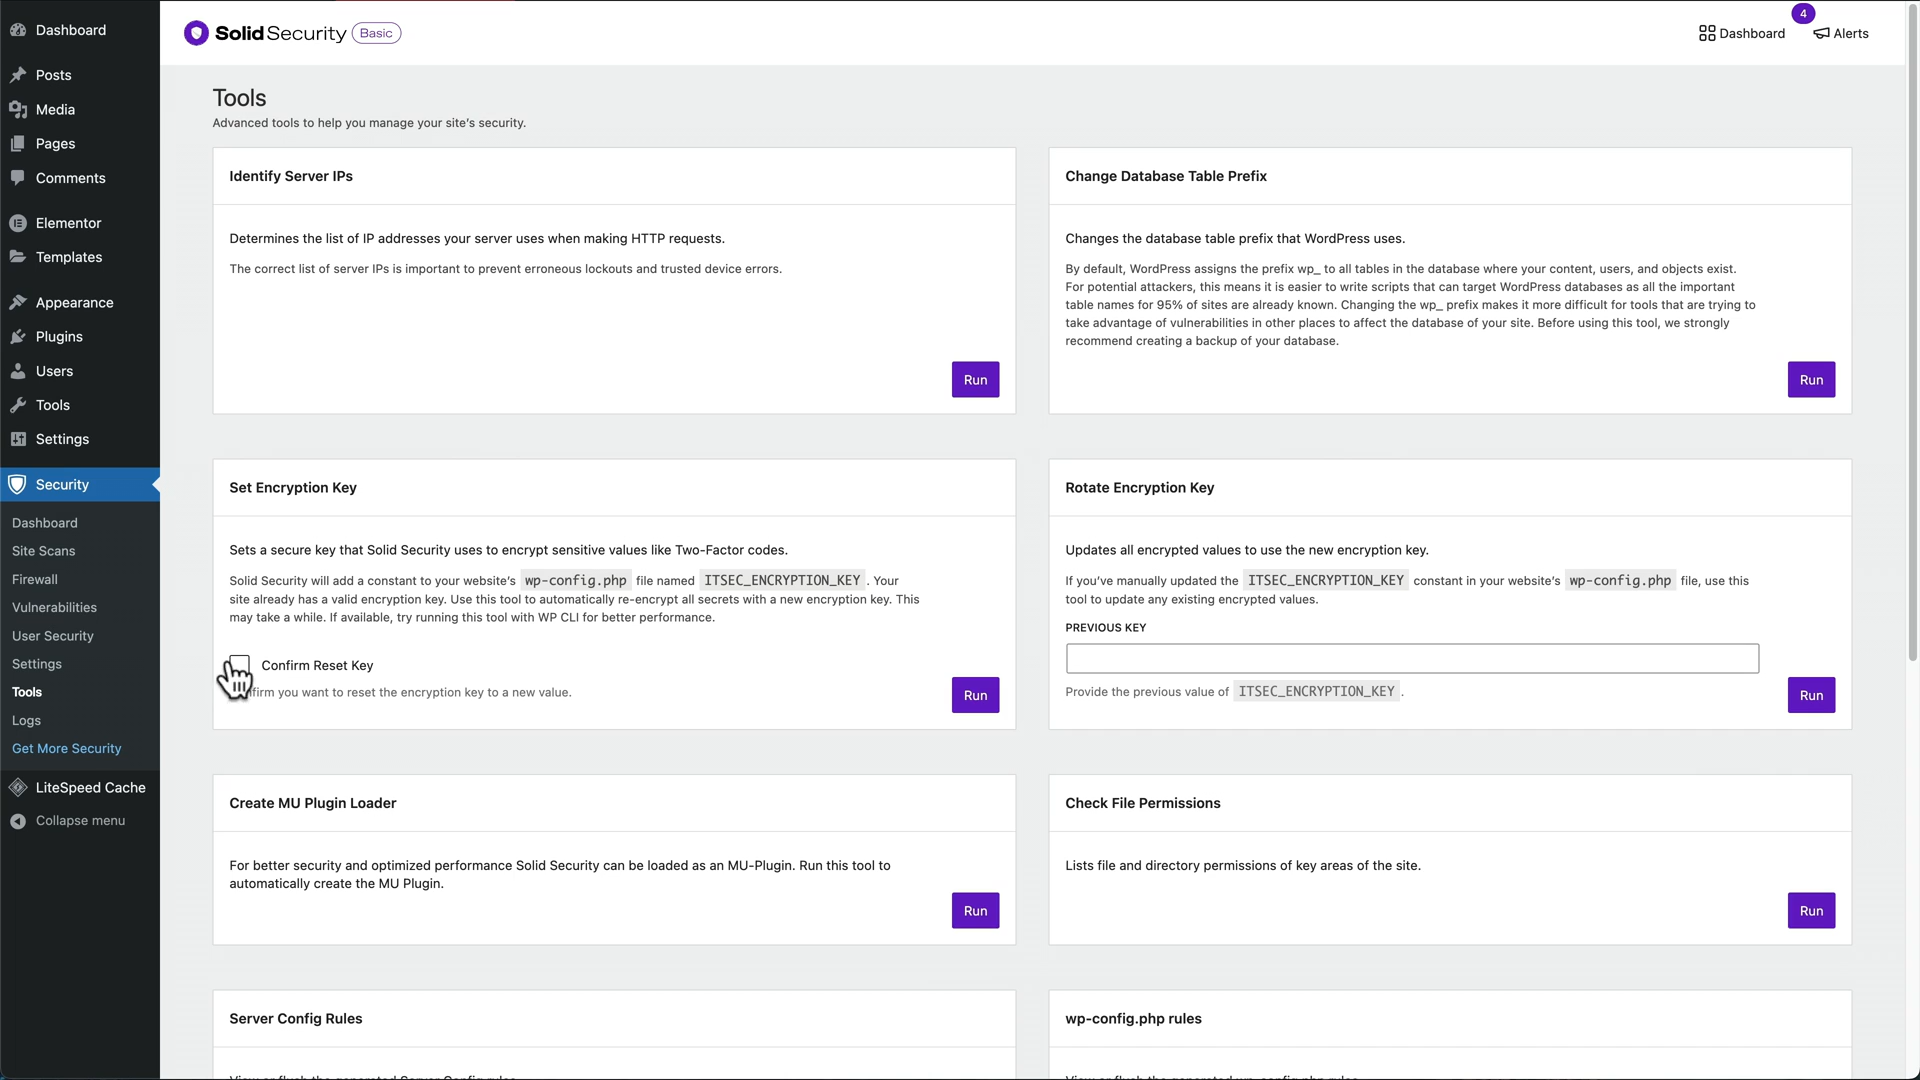 Dashboard
Posts
Media
Pages
Comments
Elementor
Templates
Appearance
Plugins
Users
Tools
Settings
Security
Dashboard
Site Scans
Firewall
Vulnerabilities
User Security
Settings
Tools
Logs
Get More Security
LiteSpeed Cache
Collapse menu
SolidSecurity Basic
Dashboard
4
Alerts
Tools
Advanced tools to help you manage your site's security.
Identify Server IPs
Determines the list of IP addresses your server uses when making HTTP requests.
The correct list of server IPs is important to prevent erroneous lockouts and trusted device errors.
Run
Change Database Table Prefix
Changes the database table prefix that WordPress uses.
By default, WordPress assigns the prefix wp_ to all tables in the database where your content, users, and objects exist.
For potential attackers, this means it is easier to write scripts that can target WordPress databases as all the important
table names for 95% of sites are already known. Changing the wp_ prefix makes it more difficult for tools that are trying to
take advantage of vulnerabilities in other places to affect the database of your site. Before using this tool, we strongly
recommend creating a backup of your database.
Run
Set Encryption Key
Sets a secure key that Solid Security uses to encrypt sensitive values like Two-Factor codes.
Solid Security will add a constant to your website's wp-config.php file named ITSEC_ENCRYPTION_KEY . Your
site already has a valid encryption key. Use this tool to automatically re-encrypt all secrets with a new encryption key. This
may take a while. If available, try running this tool with WP CLI for better performance.
Confirm Reset Key
firm you want to reset the encryption key to a new value.
Run
Rotate Encryption Key
Updates all encrypted values to use the new encryption key.
If you've manually updated the ITSEC_ENCRYPTION_KEY constant in your website's wp-config.php file, use this
tool to update any existing encrypted values.
PREVIOUS KEY
Provide the previous value of ITSEC_ENCRYPTION_KEY .
Run
Create MU Plugin Loader
For better security and optimized performance Solid Security can be loaded as an MU-Plugin. Run this tool to
automatically create the MU Plugin.
Run
Check File Permissions
Lists file and directory permissions of key areas of the site.
Run
Server Config Rules
wp-config.php rules